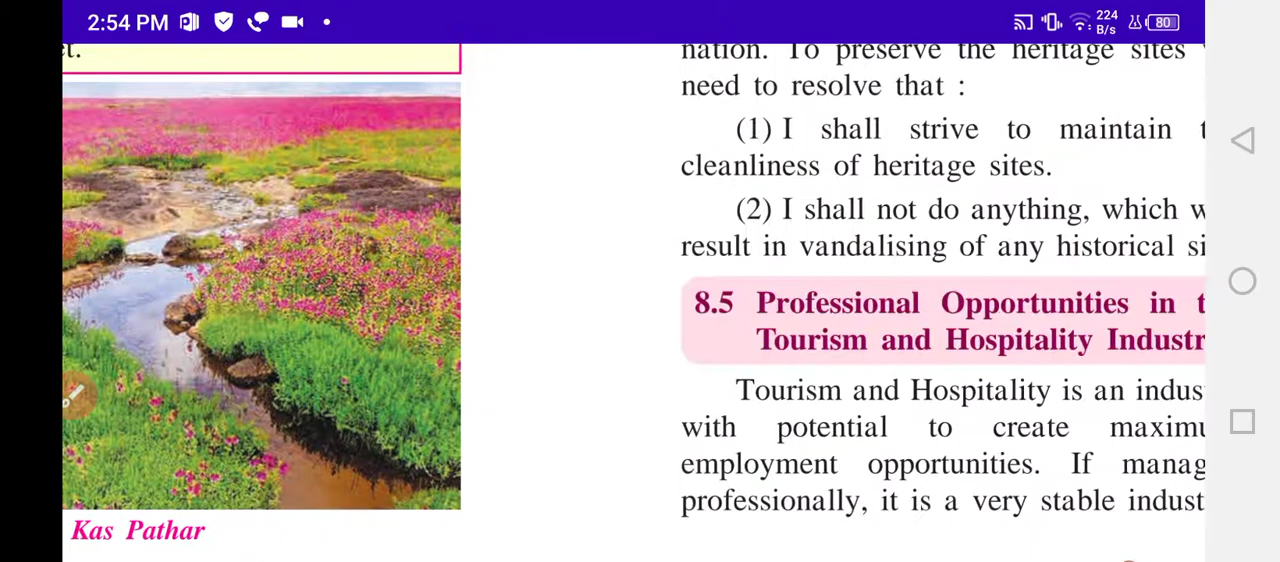 2:54 PM
224
B/s
80
et.
Kas Pathar
nation. To preserve the heritage sites
need to resolve that :
(1) I shall strive to maintain
cleanliness of heritage sites.
(2) I shall not do anything, which
result in vandalising of any historical
8.5 Professional Opportunities in
Tourism and Hospitality
Tourism and Hospitality is an
with potential to create
employment opportunities. If
professionally, it is a very stable